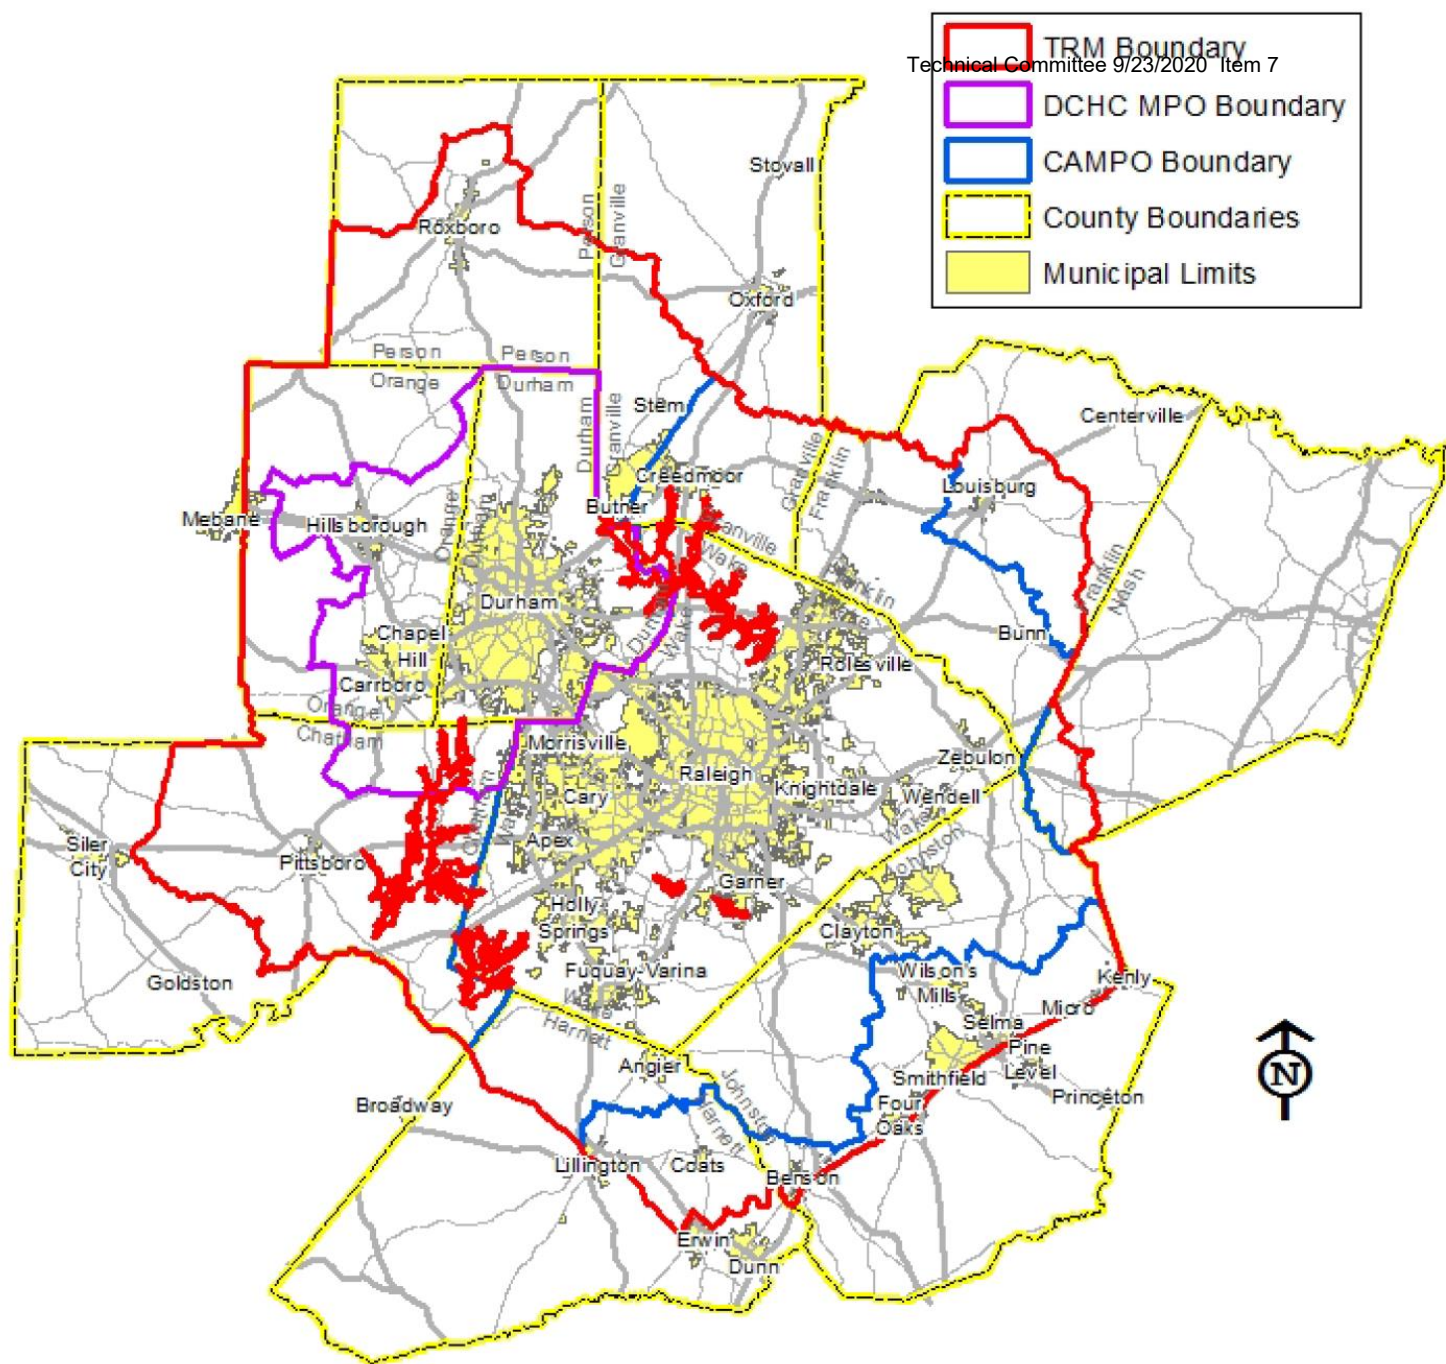 TRM Boundary
Technical Committee 9/23/2020 Item 7
DCHC MPO Boundary
CAMPO Boundary
County Boundaries
Municipal Limits
Stovall
Person
Granville
Roxboro
Oxford
Person
Person
Orange
Durham
Durham
Granville
Stem
Centerville
Granville
Franklin
Creedmoor
Louisburg
Butner
Mebane
Hillsborough
Orange
Durham
Granville
Wake
Franklin
Nash
Franklin
Durham
Durham
Wake
Chapel
Hill
Bunn
Rolesville
Carrboro
Orange
Chatham
Morrisville
Zebulon
Raleigh
Knightdale
Cary
Wendell
Chatham
Wake
Wake
Johnston
Apex
Siler
City
Pittsboro
Garner
Holly
Springs
Clayton
Fuquay-Varina
Wilson's
Mills
Kenly
Goldston
Wake
Harnett
Micro
Selma
Pine
Level
Angier
Smithfield
Johnston
Harnett
Princeton
Broadway
Four
Oaks
Lillington
Coats
Benson
Erwin
Dunn
N